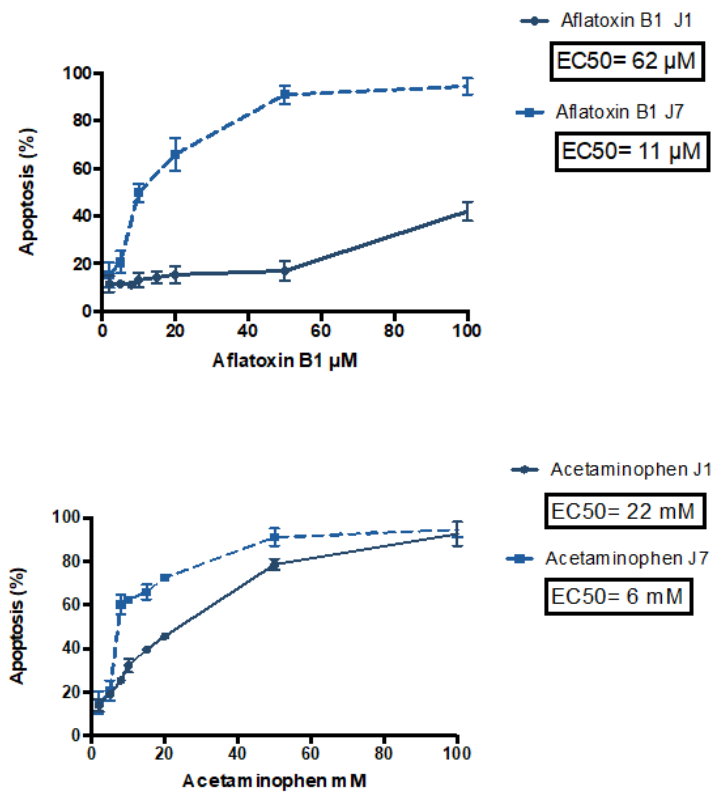 Aflatoxin B1 J1
EC50= 62 µM
Aflatoxin B1 J7
EC50= 11 µM
Apoptosis (%)
100
80
60
40
20
0
0 20 40 60 80 100
Aflatoxin B1 µM
Acetaminophen J1
EC50= 22 mM
Acetaminophen J7
EC50= 6 mM
Apoptosis (%)
100
80
60
40
20
0
0 20 40 60 80 100
Acetaminophen mM